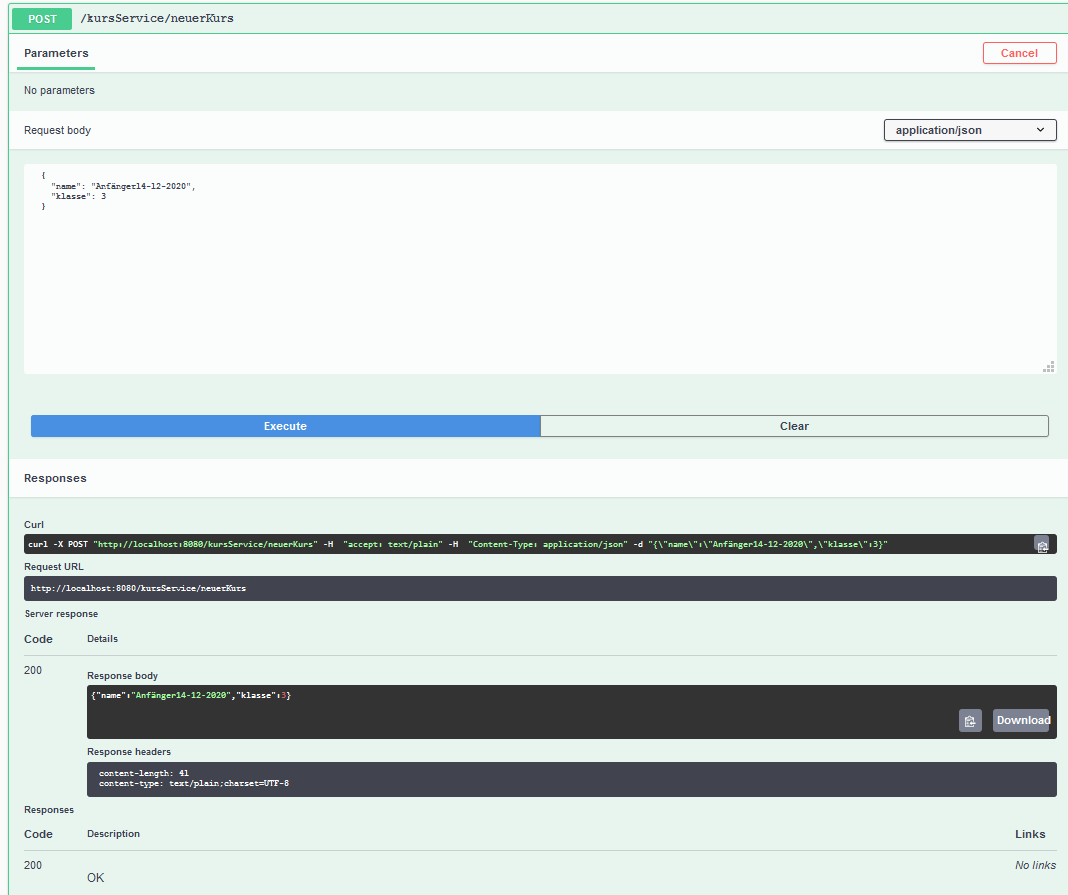 POST /kursService/neuerKurs
Parameters
Cancel
No parameters
Request body
application/json
{
"name": "Anfänger14-12-2020",
"klasse": 3
}
Execute
Clear
Responses
Curl
curl -X POST "http://localhost:8080/kursService/neuerKurs" -H  "accept: text/plain" -H  "Content-Type: application/json" -d "{\"name\":\"Anfänger14-12-2020\",\"klasse\":3}"
Request URL
http://localhost:8080/kursService/neuerKurs
Server response
Code Details
200
Response body
{"name":"Anfänger14-12-2020","klasse":3}
Download
Response headers
content-length: 41
content-type: text/plain;charset=UTF-8
Responses
Code Description Links
200 No links
OK